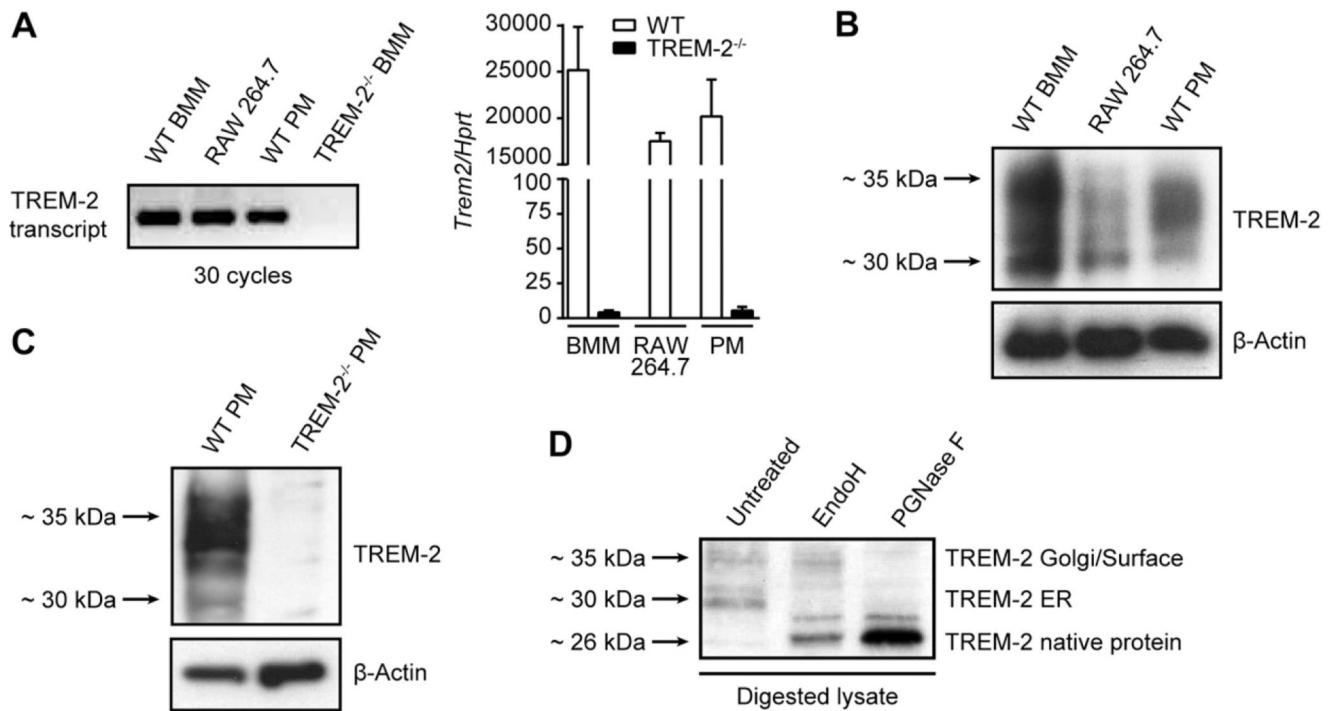 A
WT BMM
RAW 264.7
WT PM
TREM-2-/- BMM
TREM-2
transcript
30 cycles
Trem2/Hprt
30000
25000
20000
15000
100
75
50
25
0
WT
TREM-2-/-
BMM
RAW
264.7
PM
B
WT BMM
RAW 264.7
WT PM
~ 35 kDa
~ 30 kDa
TREM-2
β-Actin
C
WT PM
TREM-2-/- PM
~ 35 kDa
~ 30 kDa
TREM-2
β-Actin
D
Untreated
EndoH
PGNase F
~ 35 kDa
TREM-2 Golgi/Surface
~ 30 kDa
TREM-2 ER
~ 26 kDa
TREM-2 native protein
Digested lysate